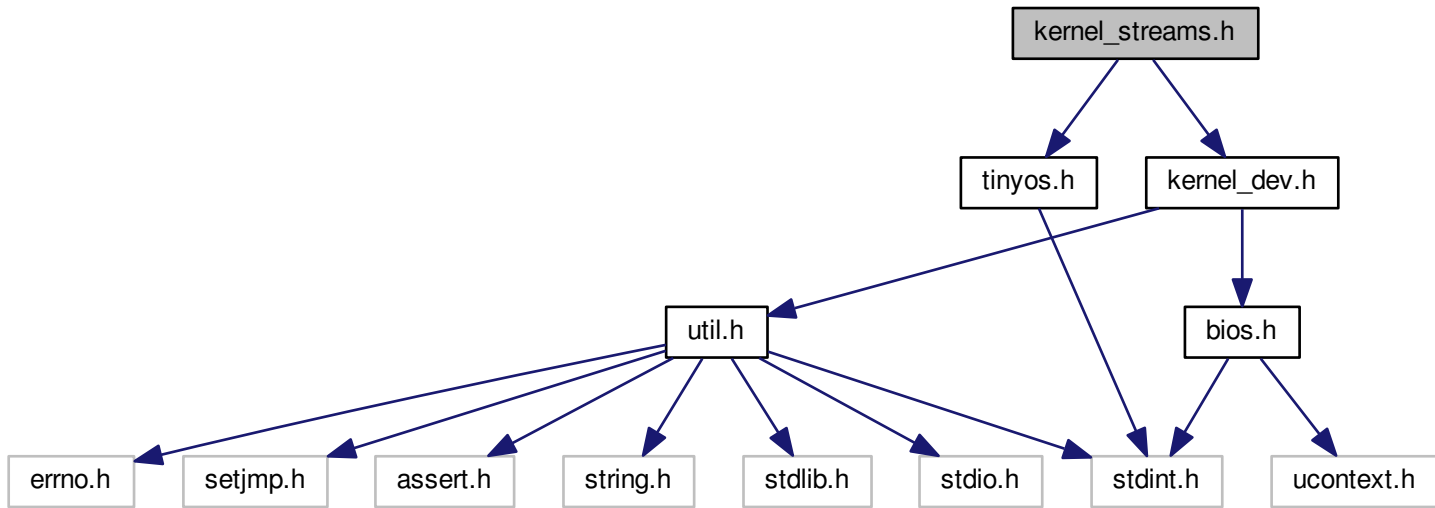 kernel_streams.h
tinyos.h
kernel_dev.h
util.h
bios.h
errno.h
setjmp.h
assert.h
string.h
stdlib.h
stdio.h
stdint.h
ucontext.h